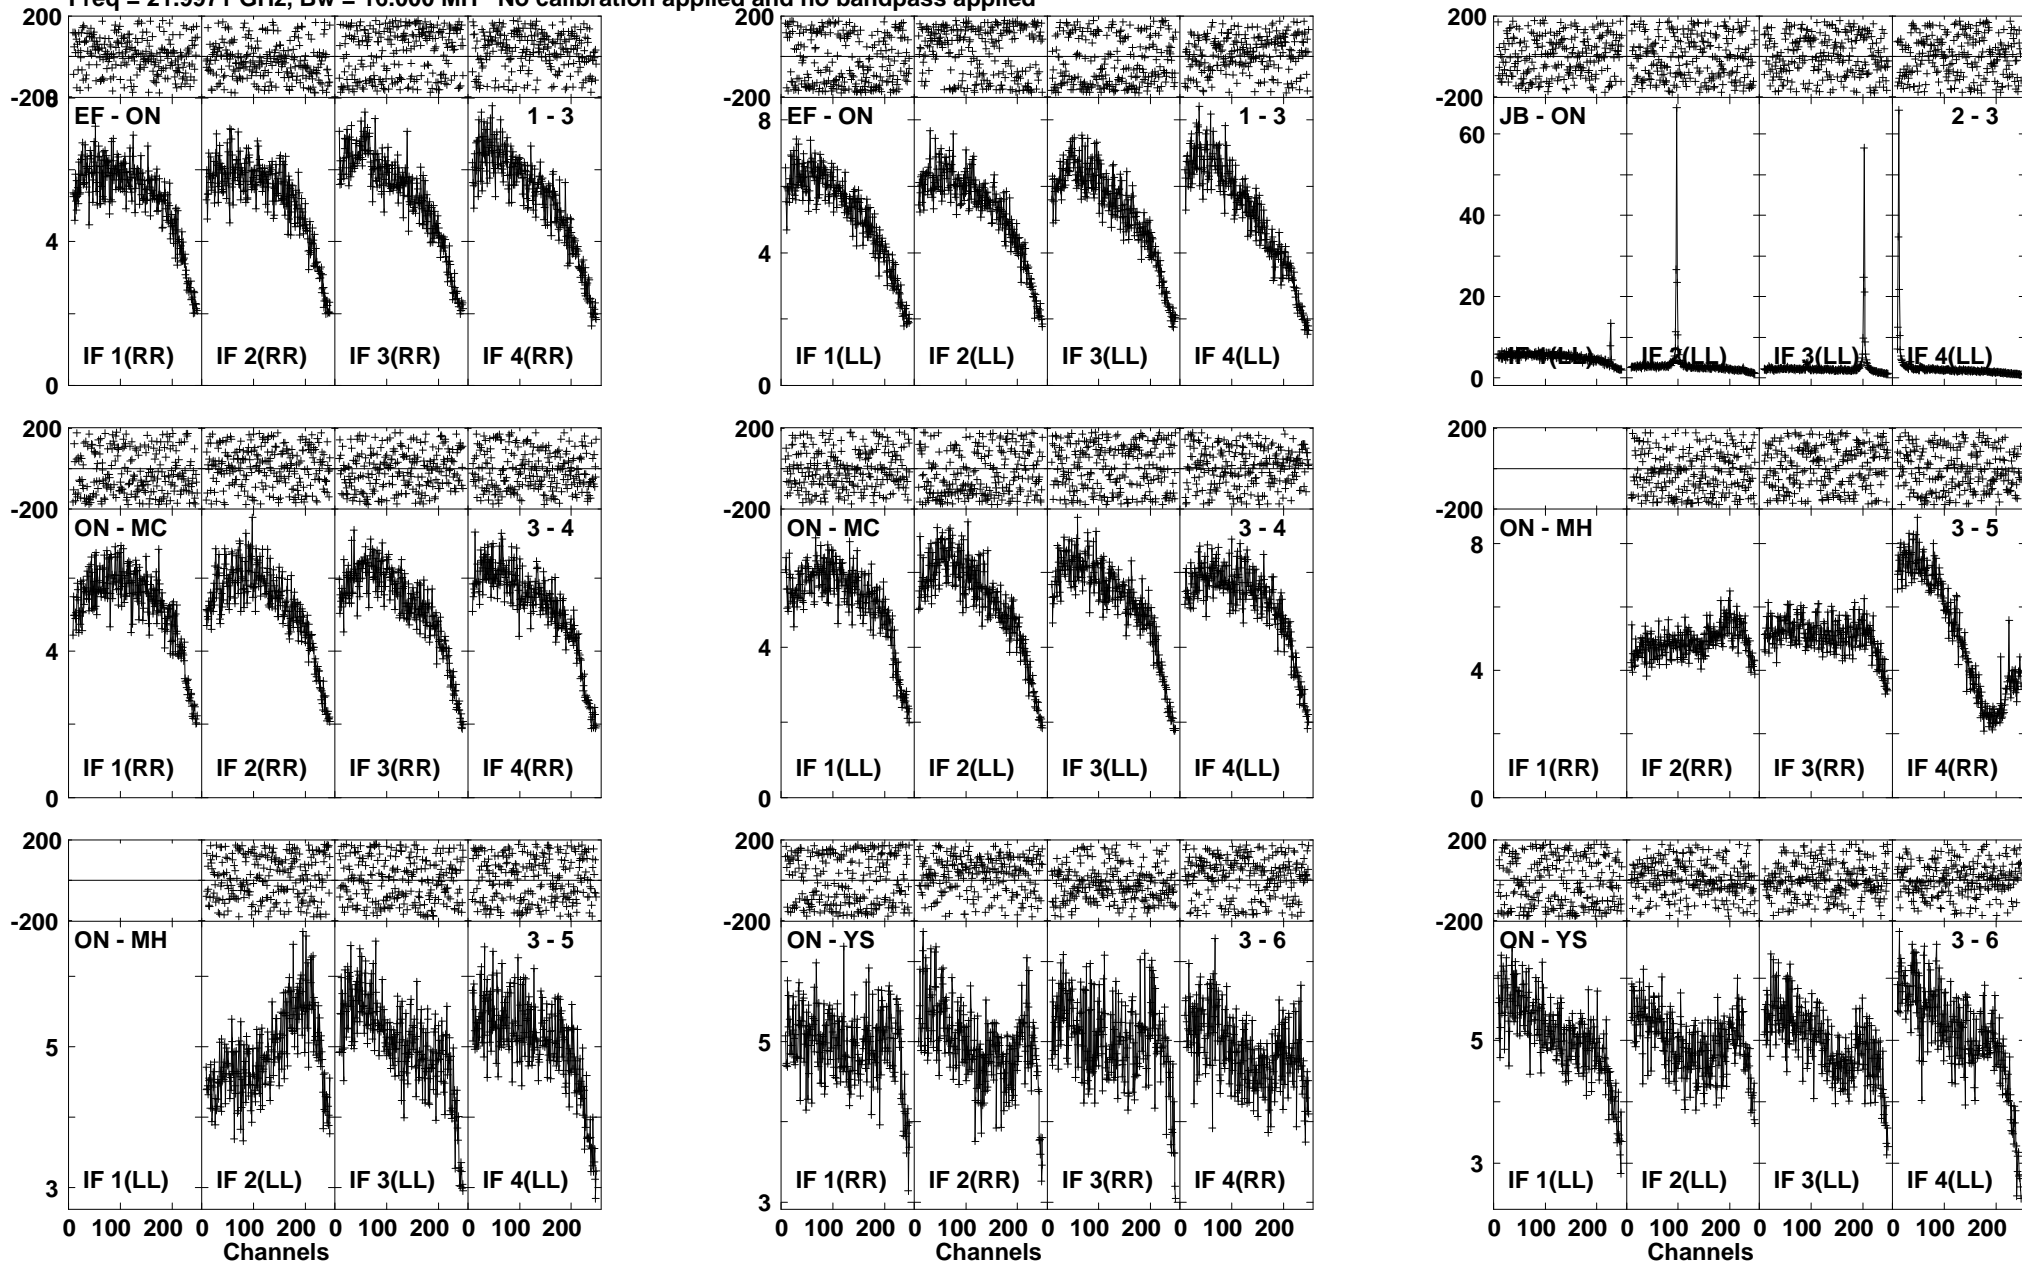 Freq = 21.9971 GHz, Bw = 16.000 MH No calibration applied and no bandpass applied
200 200 200
-200 -200 -200
EF - ON 1 - 3 EF - ON 1 - 3 JB - ON 2 - 3
8 8 60
40
4 4 20
IF 1(RR) IF 2(RR) IF 3(RR) IF 4(RR) IF 1(LL) IF 2(LL) IF 3(LL) IF 4(LL) IF 1(LL) IF 2(LL) IF 3(LL) IF 4(LL)
0 0 0
200 200 200
-200 -200 -200
ON - MC 3 - 4 ON - MC 3 - 4 ON - MH 3 - 5
8
4 4 4
IF 1(RR) IF 2(RR) IF 3(RR) IF 4(RR) IF 1(LL) IF 2(LL) IF 3(LL) IF 4(LL) IF 1(RR) IF 2(RR) IF 3(RR) IF 4(RR)
0 0 0
200 200 200
-200 -200 -200
ON - MH 3 - 5 ON - YS 3 - 6 ON - YS 3 - 6
5 5 5
IF 1(LL) IF 2(LL) IF 3(LL) IF 4(LL) IF 1(RR) IF 2(RR) IF 3(RR) IF 4(RR) IF 1(LL) IF 2(LL) IF 3(LL) IF 4(LL)
3 3 3
0 100 200 0 100 200 0 100 200 0 100 200 0 100 200 0 100 200 0 100 200 0 100 200 0 100 200 0 100 200 0 100 200 0 100 200
Channels Channels